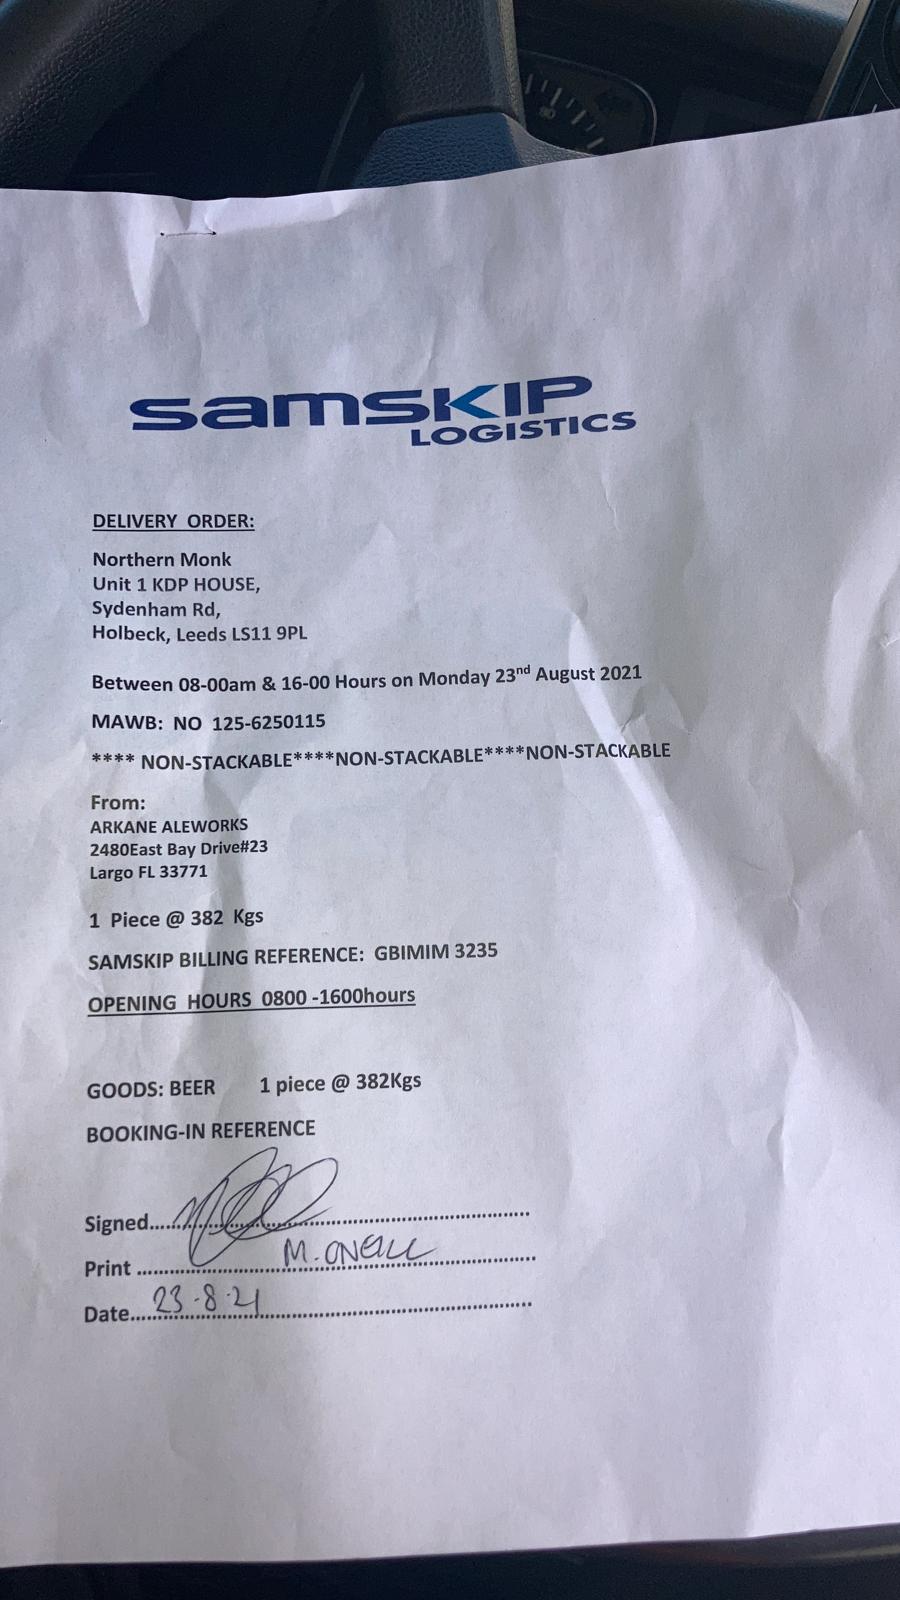 SAMSKIP
LOGISTICS
DELIVERY ORDER:
Northern Monk
Unit 1 KDP HOUSE,
Sydenham Rd,
Holbeck, Leeds LS11 9PL
Between 08-00am & 16-00 Hours on Monday 23nd August 2021
MAWB: NO 125-6250115
**** NON-STACKABLE****NON-STACKABLE****NON-STACKABLE
From:
ARKANE ALEWORKS
2480East Bay Drive#23
Largo FL 33771
1 Piece @ 382 Kgs
SAMSKIP BILLING REFERENCE: GBIMIM 3235
OPENING HOURS 0800 -1600hours
GOODS: BEER 1 piece @ 382Kgs
BOOKING-IN REFERENCE
Signed
Print M. ONEILL
Date 23-8-21